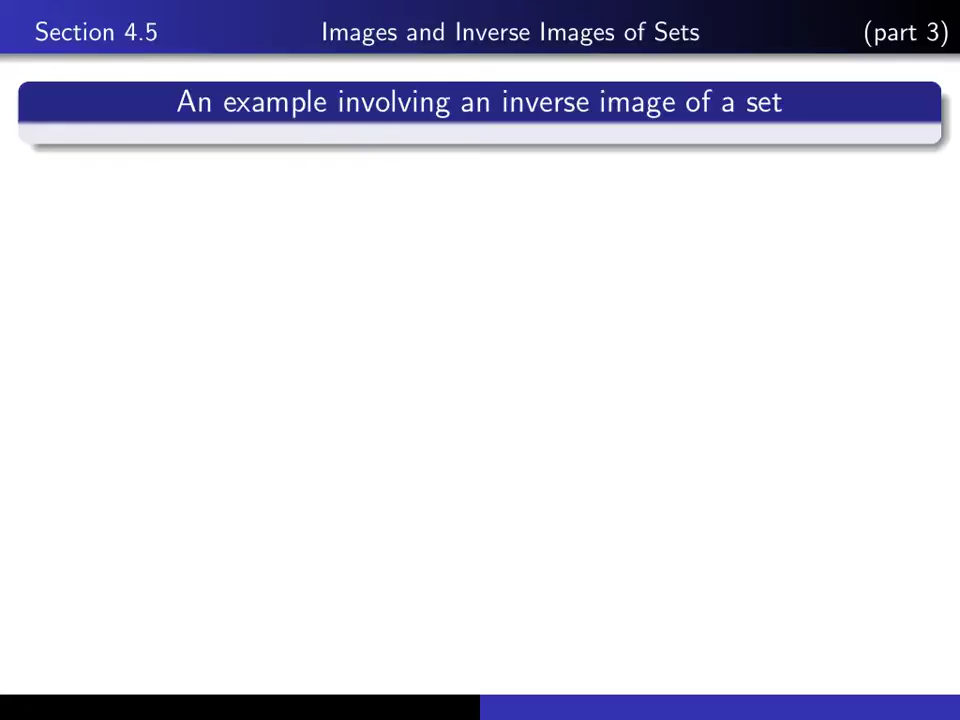 Section 4.5 Images and Inverse Images of Sets (part 3)
An example involving an inverse image of a set